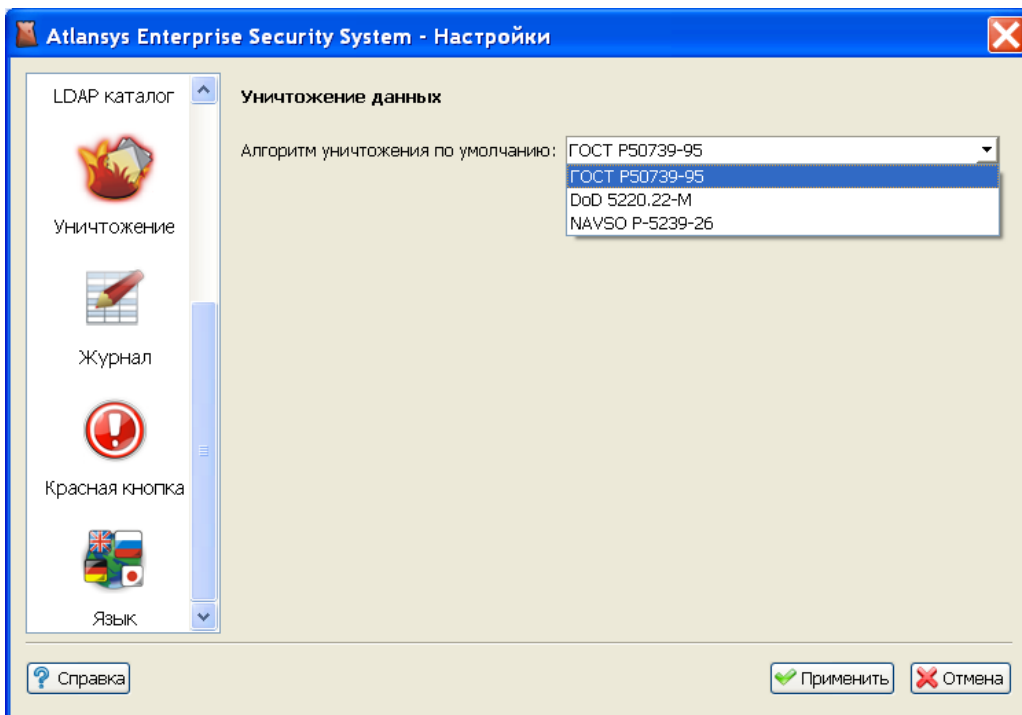 Atlansys Enterprise Security System - Настройки
LDAP каталог
Уничтожение
Журнал
Красная кнопка
Язык
Уничтожение данных
Алгоритм уничтожения по умолчанию: ГОСТ Р50739-95
ГОСТ Р50739-95
DoD 5220.22-M
NAVSO P-5239-26
Справка
Применить
Отмена